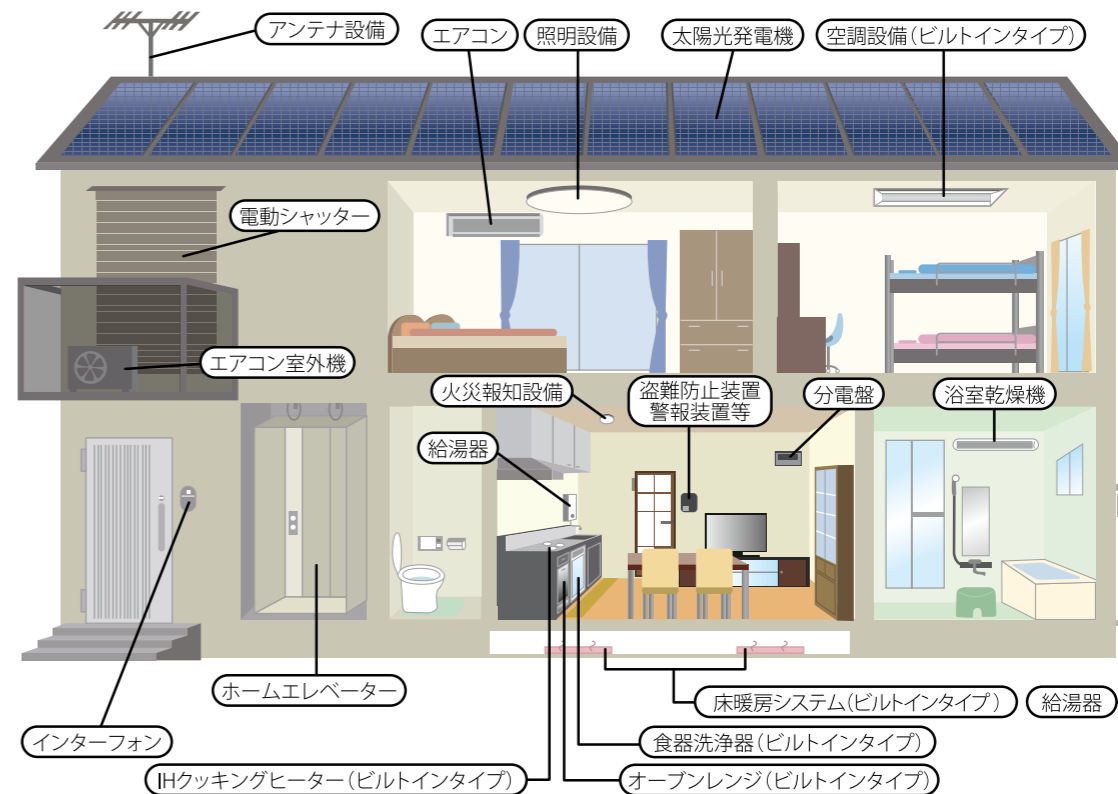 アンテナ設備
エアコン
照明設備
太陽光発電機
空調設備（ビルトインタイプ）
電動シャッター
エアコン室外機
火災報知設備
盗難防止装置
警報装置等
分電盤
浴室乾燥機
給湯器
ホームエレベーター
床暖房システム（ビルトインタイプ）
給湯器
インターフォン
食器洗浄器（ビルトインタイプ）
IHクッキングヒーター（ビルトインタイプ）
オーブンレンジ（ビルトインタイプ）